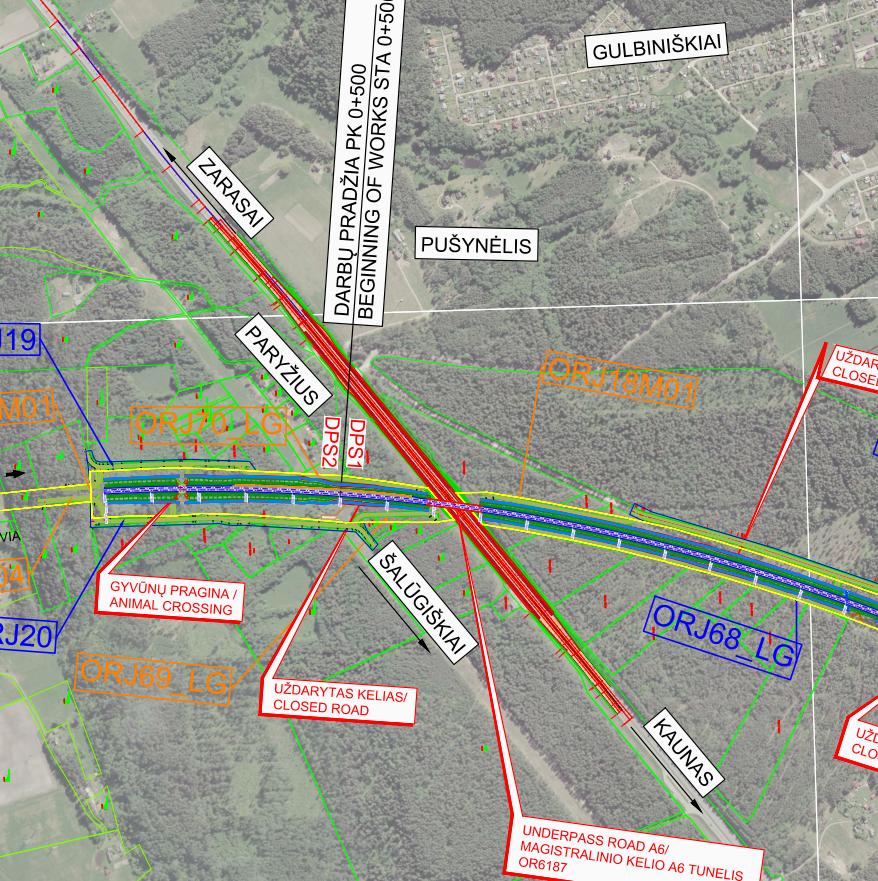 GULBINIŠKIAI
ZARASAI
DARBŲ PRADŽIA PK 0+500
BEGINNING OF WORKS STA 0+500
PUŠYNĖLIS
PARYŽIUS
J19
M01
ORJ70_LG
ORJ18M01
DPS2
DPS1
UŽDAR
CLOSE
VIA
04
RJ20
GYVŪNŲ PRAGINA /
ANIMAL CROSSING
ŠALŪGIŠKIAI
ORJ68_LG
ORJ69_LG
UŽDARYTAS KELIAS/
CLOSED ROAD
KAUNAS
UŽD
CLO
UNDERPASS ROAD A6/
MAGISTRALINIO KELIO A6 TUNELIS
OR6187